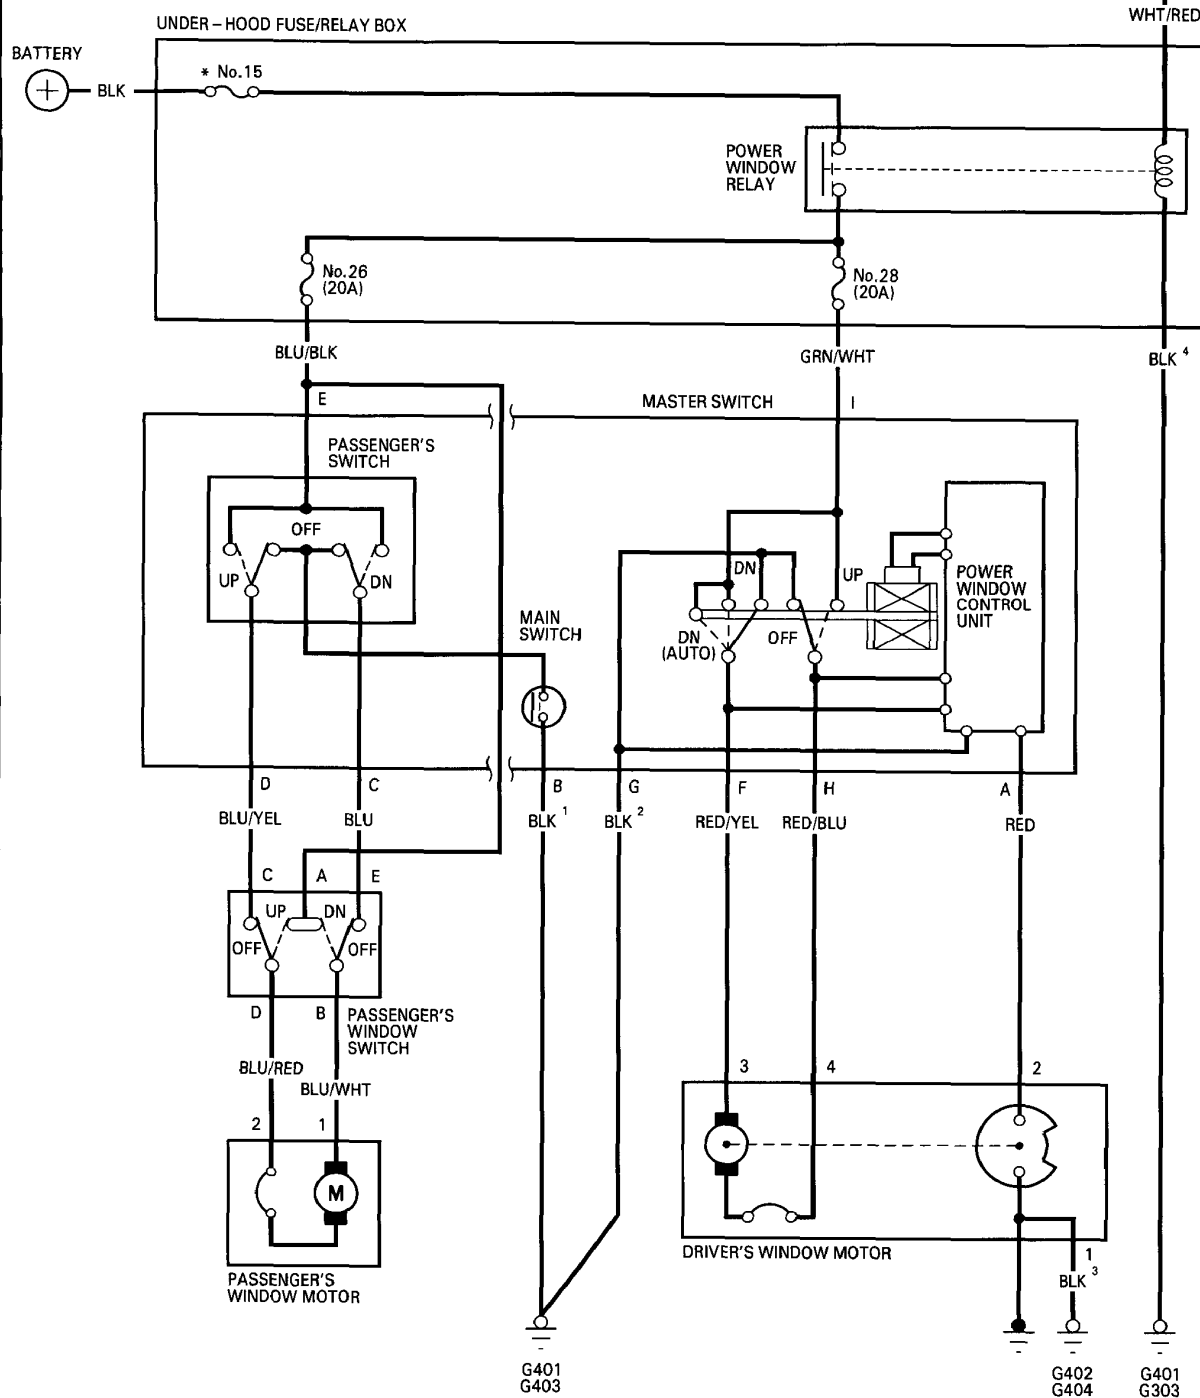 WHT/RED
UNDER-HOOD FUSE/RELAY BOX
BATTERY
BLK
* No.15
POWER
WINDOW
RELAY
No.26
(20A)
No.28
(20A)
BLU/BLK
GRN/WHT
BLK 4
E
MASTER SWITCH
I
PASSENGER'S
SWITCH
OFF
UP
DN
DN
UP
POWER
WINDOW
CONTROL
UNIT
MAIN
SWITCH
DN
(AUTO)
OFF
D
C
B
G
F
H
A
BLU/YEL
BLU
BLK 1
BLK 2
RED/YEL
RED/BLU
RED
C
A
E
UP
DN
OFF
OFF
D
B
PASSENGER'S
WINDOW
SWITCH
BLU/RED
BLU/WHT
3
4
2
2
1
M
DRIVER'S WINDOW MOTOR
1
BLK 3
PASSENGER'S
WINDOW MOTOR
G401
G403
G402
G404
G401
G303